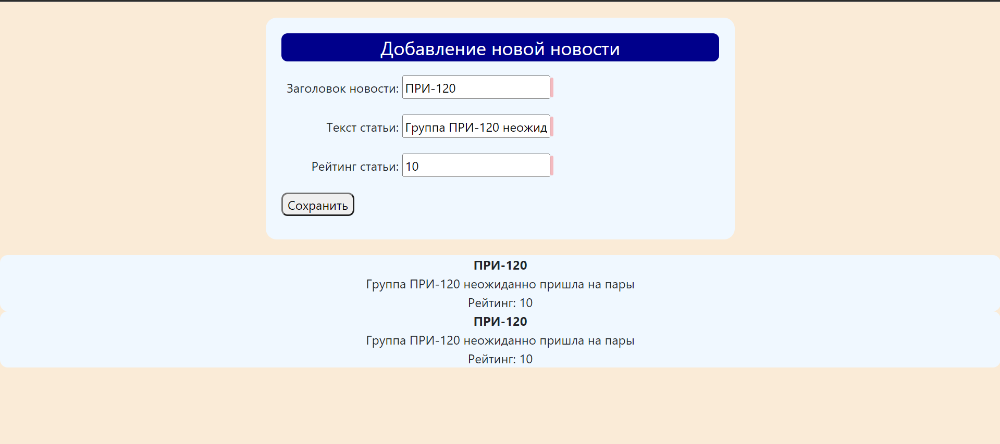 Добавление новой новости
Заголовок новости: ПРИ-120
Текст статьи: Группа ПРИ-120 неожид
Рейтинг статьи: 10
Сохранить
ПРИ-120
Группа ПРИ-120 неожиданно пришла на пары
Рейтинг: 10
ПРИ-120
Группа ПРИ-120 неожиданно пришла на пары
Рейтинг: 10